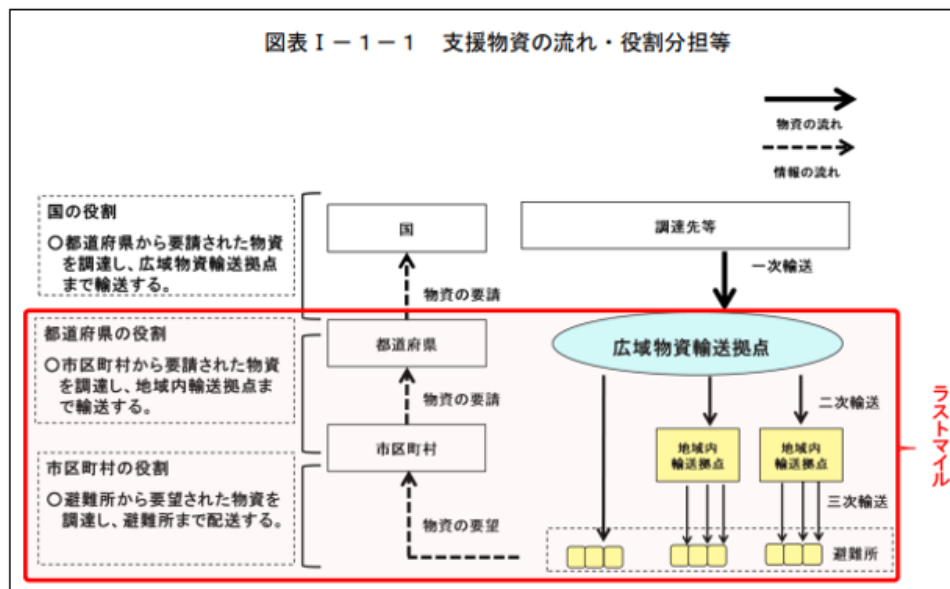 図表Ⅰ－１－１　支援物資の流れ・役割分担等
物資の流れ
情報の流れ
国の役割
○都道府県から要請された物資
を調達し、広域物資輸送拠点
まで輸送する。
国
調達先等
一次輸送
物資の要請
都道府県の役割
○市区町村から要請された物資
を調達し、地域内輸送拠点ま
で輸送する。
都道府県
広域物資輸送拠点
物資の要請
二次輸送
市区町村
地域内
輸送拠点
地域内
輸送拠点
ラストマイル
市区町村の役割
○避難所から要望された物資を
調達し、避難所まで配送する。
三次輸送
物資の要望
避難所